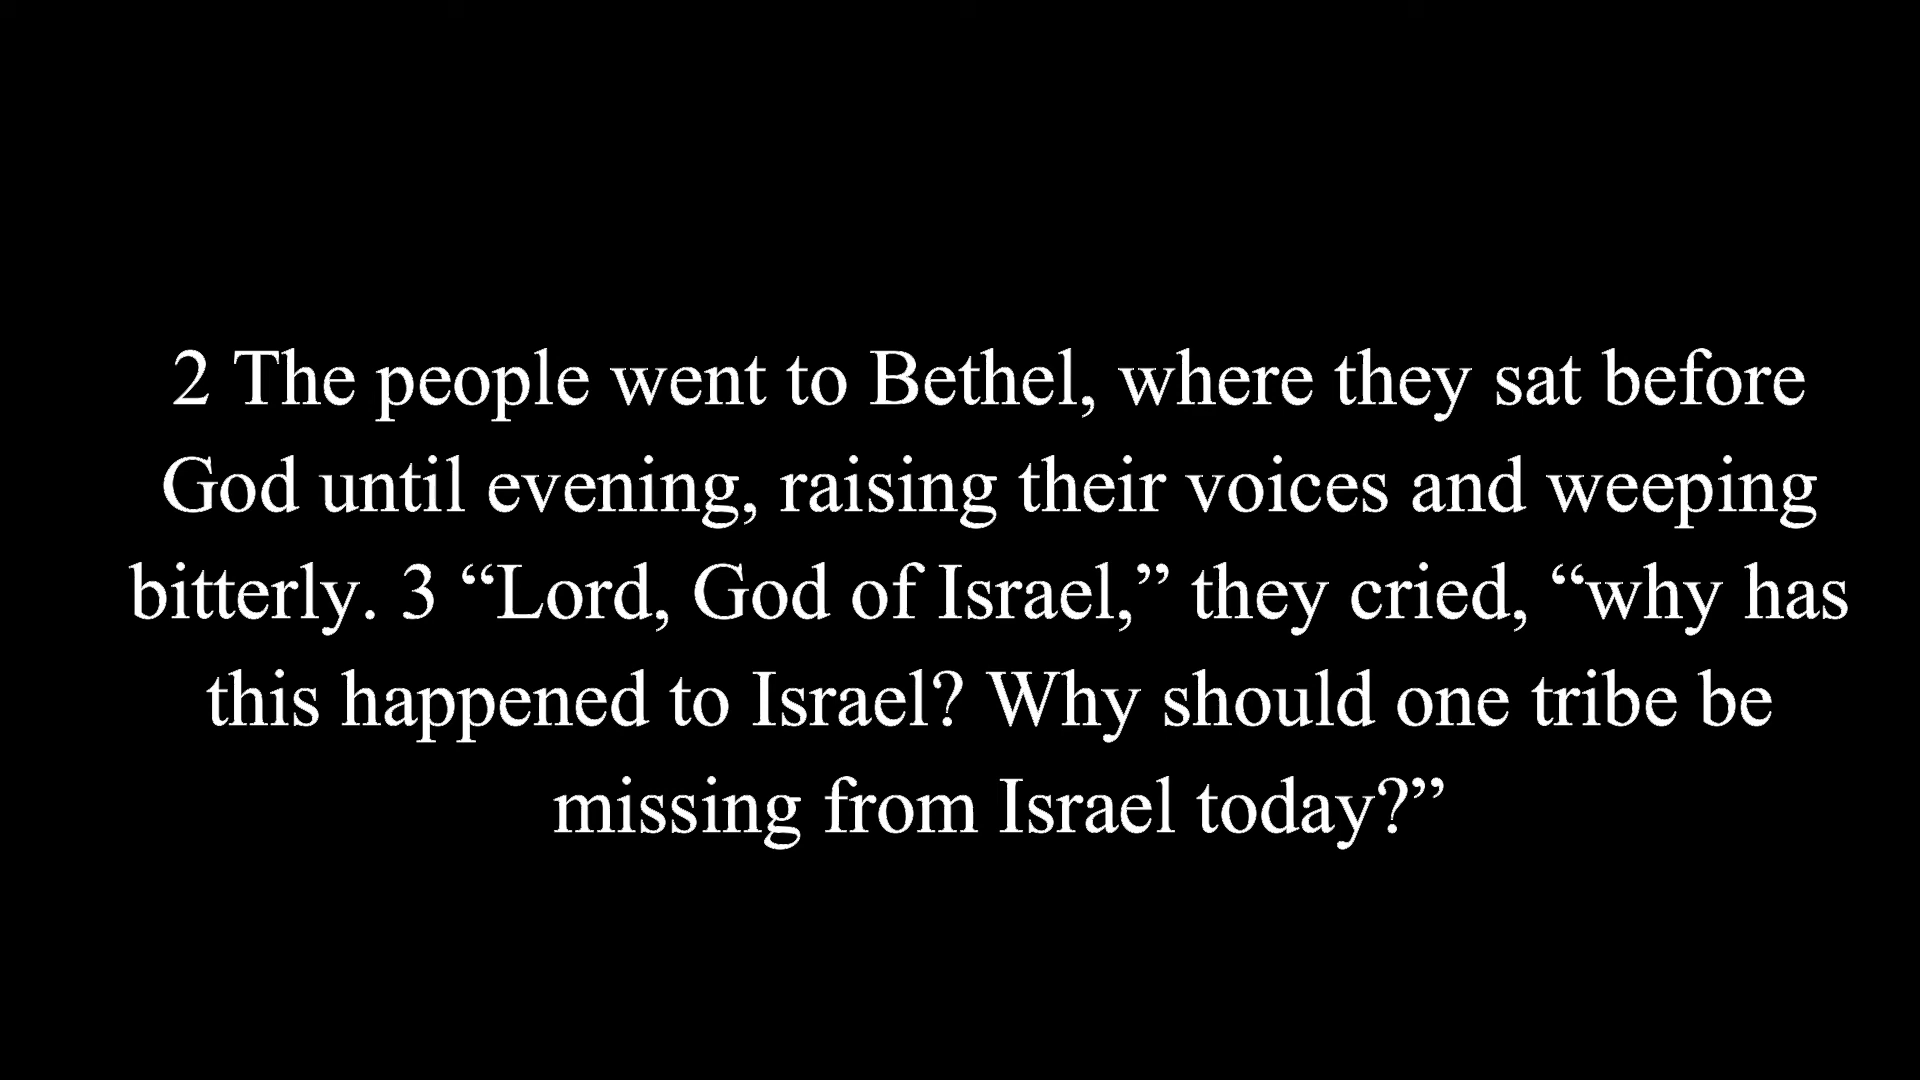 2 The people went to Bethel, where they sat before
God until evening, raising their voices and weeping
bitterly. 3 “Lord, God of Israel,” they cried, “why has
this happened to Israel? Why should one tribe be
missing from Israel today?”